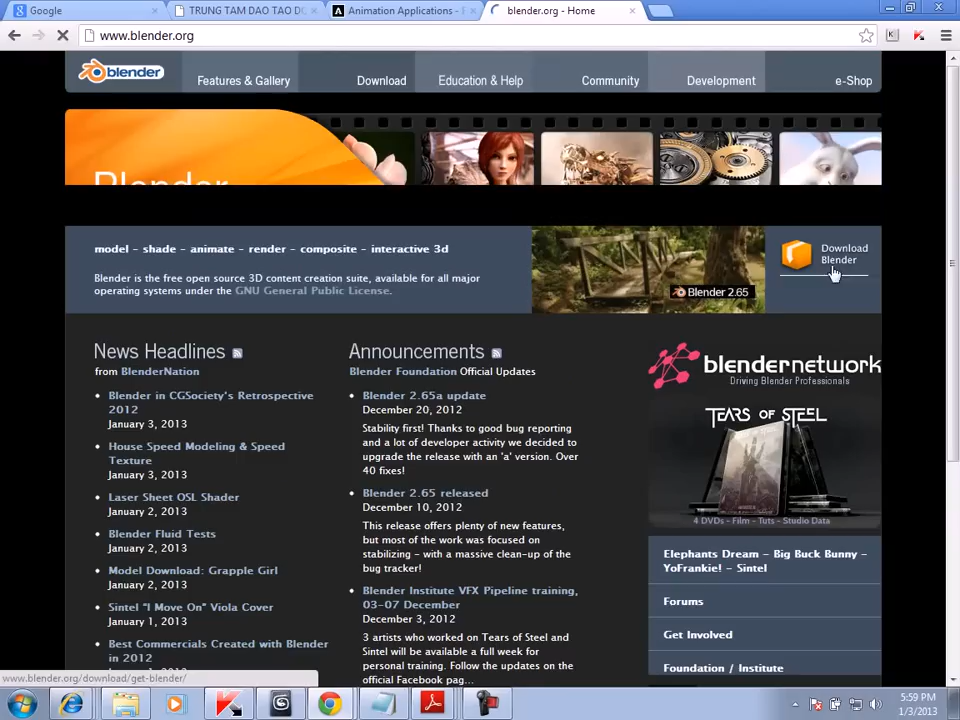 Google
TRUNG TAM DAO TAO DO
Animation Applications -
blender.org - Home
www.blender.org
blender
Features & Gallery
Download
Education & Help
Community
Development
e-Shop
Blender
model - shade - animate - render - composite - interactive 3d
Blender is the free open source 3D content creation suite, available for all major
operating systems under the GNU General Public License.
Blender 2.65
Download
Blender
News Headlines
from BlenderNation
Blender in CGSociety's Retrospective
2012
January 3, 2013
House Speed Modeling & Speed
Texture
January 3, 2013
Laser Sheet OSL Shader
January 2, 2013
Blender Fluid Tests
January 2, 2013
Model Download: Grapple Girl
January 2, 2013
Sintel "I Move On" Viola Cover
January 1, 2013
Best Commercials Created with Blender
in 2012
Announcements
Blender Foundation Official Updates
Blender 2.65a update
December 20, 2012
Stability first! Thanks to good bug reporting
and a lot of developer activity we decided to
upgrade the release with an 'a' version. Over
40 fixes!
Blender 2.65 released
December 10, 2012
This release offers plenty of new features,
but most of the work was focused on
stabilizing - with a massive clean-up of the
bug tracker!
Blender Institute VFX Pipeline training,
03-07 December
December 3, 2012
3 artists who worked on Tears of Steel and
Sintel will be available a full week for
personal training. Follow the updates on the
official Facebook pag...
blendernetwork
Driving Blender Professionals
TEARS OF STEEL
4 DVDs - Film - Tuts - Studio Data
Elephants Dream - Big Buck Bunny -
YoFrankie! - Sintel
Forums
Get Involved
Foundation / Institute
www.blender.org/download/get-blender/
5:59 PM
1/3/2013